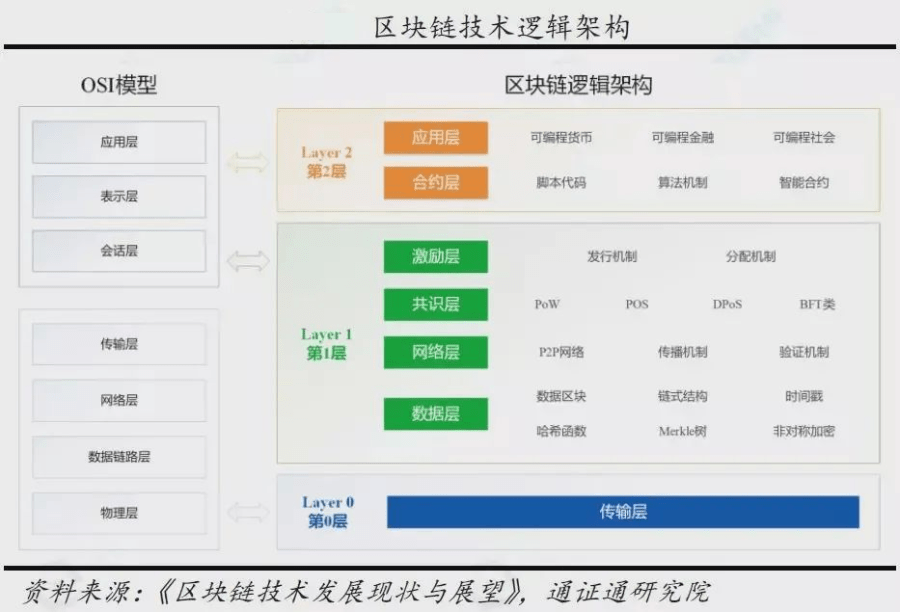 区块链技术逻辑架构
OSI模型
区块链逻辑架构
应用层
表示层
会话层
传输层
网络层
数据链路层
物理层
Layer 2
第2层
应用层 可编程货币 可编程金融 可编程社会
合约层 脚本代码 算法机制 智能合约
Layer 1
第1层
激励层 发行机制 分配机制
共识层 PoW POS DPoS BFT类
网络层 P2P网络 传播机制 验证机制
数据层 数据区块 链式结构 时间戳
哈希函数 Merkle树 非对称加密
Layer 0
第0层
传输层
资料来源：《区块链技术发展现状与展望》，通证通研究院